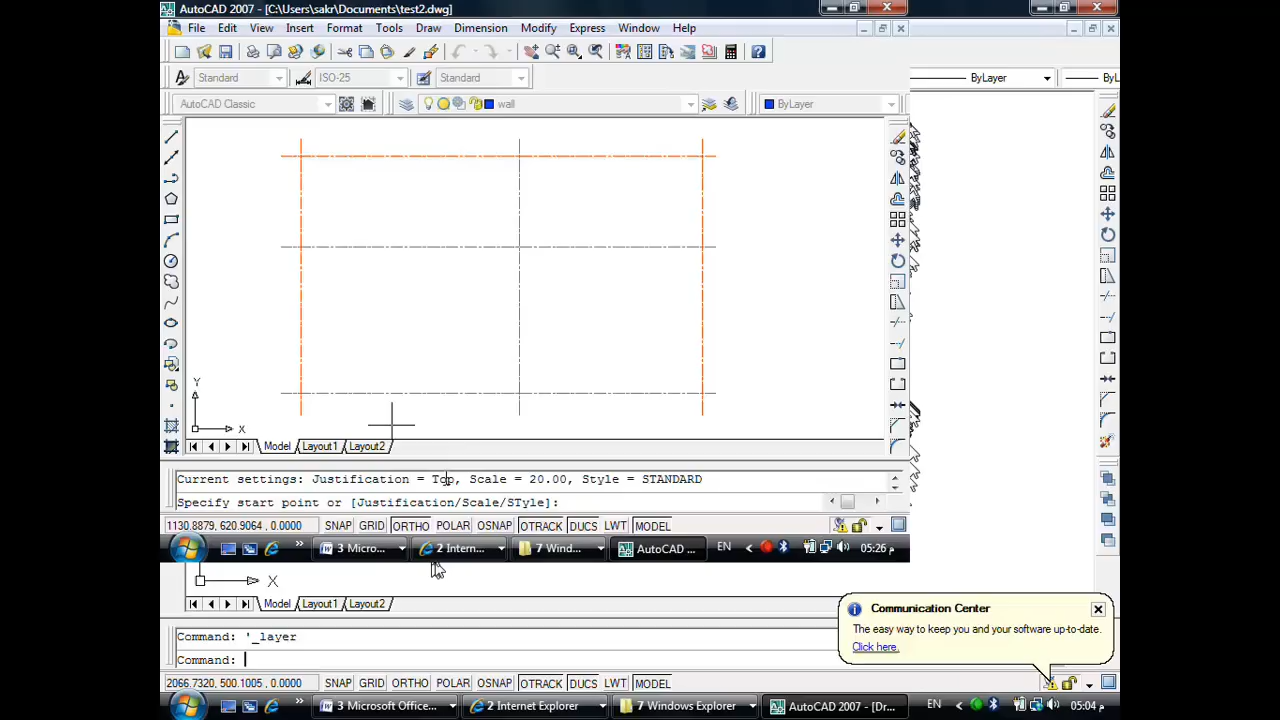 AutoCAD 2007 - [C:\Users\sakr\Documents\test2.dwg]
File Edit View Insert Format Tools Draw Dimension Modify Express Window Help
Standard ISO-25 Standard ByLayer ByL
AutoCAD Classic wall ByLayer
Y
X
Model Layout1 Layout2
Current settings: Justification = Top, Scale = 20.00, Style = STANDARD
Specify start point or [Justification/Scale/STyle]:
1130.8879, 620.9064 , 0.0000 SNAP GRID ORTHO POLAR OSNAP OTRACK DUCS LWT MODEL
3 Micro... 2 Intern... 7 Wind... AutoCAD ... EN 05:26 م
X
Model Layout1 Layout2
Communication Center
The easy way to keep you and your software up-to-date.
Click here.
Command: '_layer
Command:
2066.7320, 500.1005 , 0.0000 SNAP GRID ORTHO POLAR OSNAP OTRACK DUCS LWT MODEL
3 Microsoft Office... 2 Internet Explorer 7 Windows Explorer AutoCAD 2007 - [Dr... EN 05:04 م